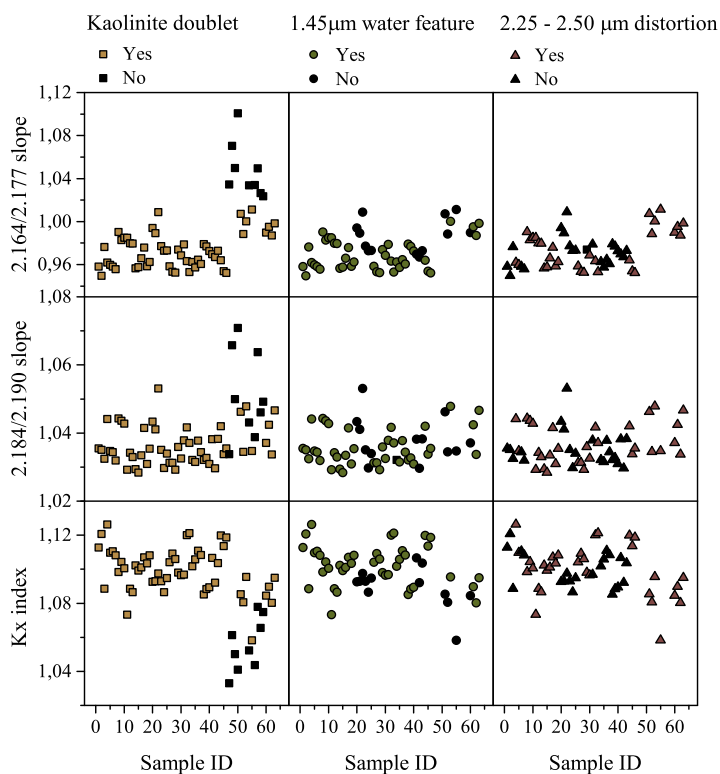 Kaolinite doublet
Yes
No
1.45μm water feature
Yes
No
2.25 - 2.50 μm distortion
Yes
No
2.164/2.177 slope
1,12
1,08
1,04
1,00
0,96
2.184/2.190 slope
1,08
1,06
1,04
1,02
Kx index
1,12
1,08
1,04
0 10 20 30 40 50 60
0 10 20 30 40 50 60
0 10 20 30 40 50 60
Sample ID
Sample ID
Sample ID